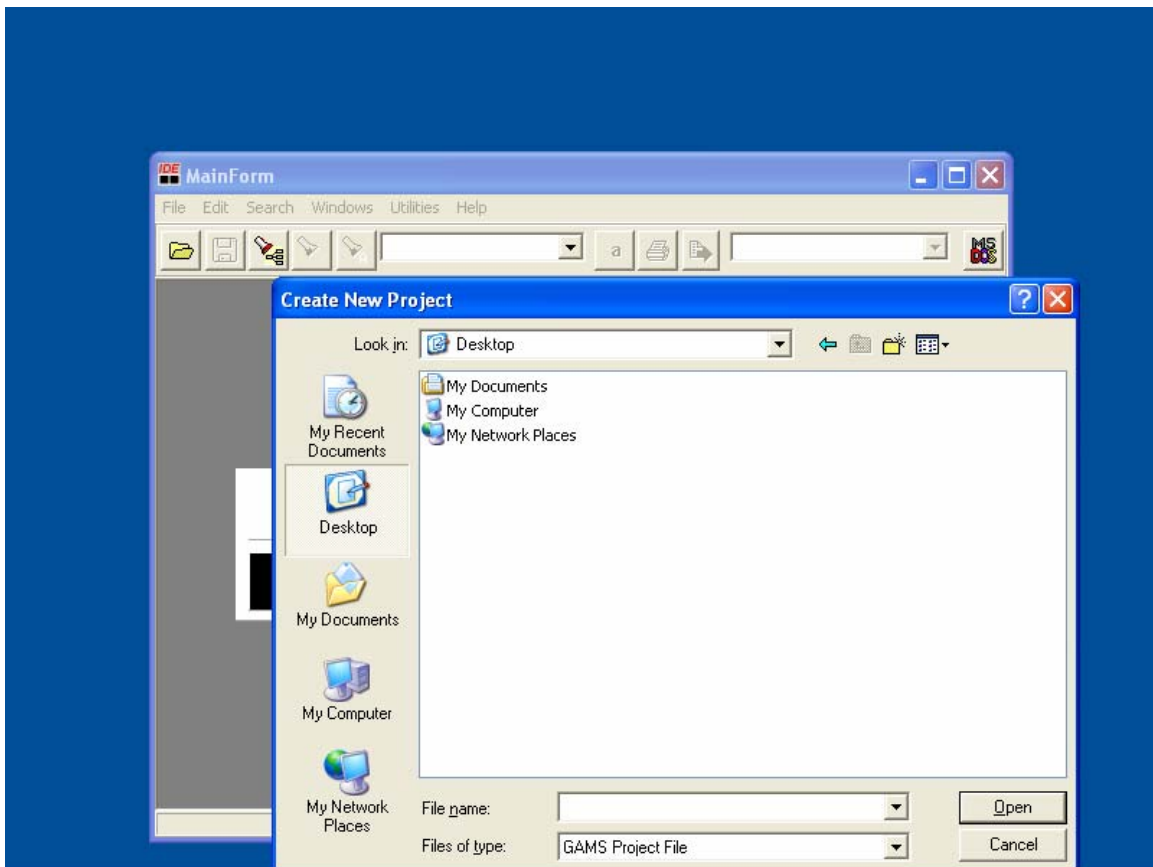 IDE MainForm
File Edit Search Windows Utilities Help
a MS DOS
Create New Project
Look in: Desktop
My Documents
My Computer
My Network Places
My Recent
Documents
Desktop
My Documents
My Computer
My Network
Places
File name:
Open
Files of type: GAMS Project File
Cancel